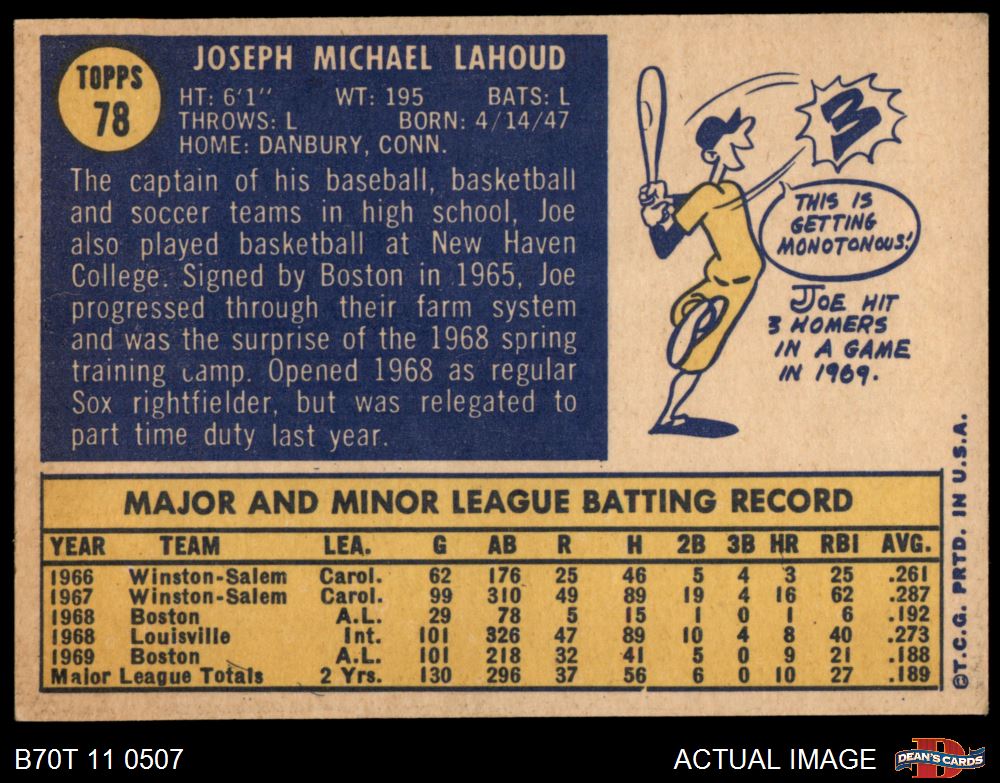 TOPPS
78
JOSEPH MICHAEL LAHOUD
HT: 6'1" WT: 195 BATS: L
THROWS: L BORN: 4/14/47
HOME: DANBURY, CONN.
The captain of his baseball, basketball
and soccer teams in high school, Joe
also played basketball at New Haven
College. Signed by Boston in 1965, Joe
progressed through their farm system
and was the surprise of the 1968 spring
training camp. Opened 1968 as regular
Sox rightfielder, but was relegated to
part time duty last year.
3
THIS IS
GETTING
MONOTONOUS!
JOE HIT
3 HOMERS
IN A GAME
IN 1969.
MAJOR AND MINOR LEAGUE BATTING RECORD
YEAR TEAM LEA. G AB R H 2B 3B HR RBI AVG.
1966 Winston-Salem Carol. 62 176 25 46 5 4 3 25 .261
1967 Winston-Salem Carol. 99 310 49 89 19 4 16 62 .287
1968 Boston A.L. 29 78 5 15 1 0 1 6 .192
1968 Louisville Int. 101 326 47 89 10 4 8 40 .273
1969 Boston A.L. 101 218 32 41 5 0 9 21 .188
Major League Totals 2 Yrs. 130 296 37 56 6 0 10 27 .189
©T.C.G. PRTD. IN U.S.A.
B70T 11 0507
ACTUAL IMAGE
D
DEAN'S CARDS